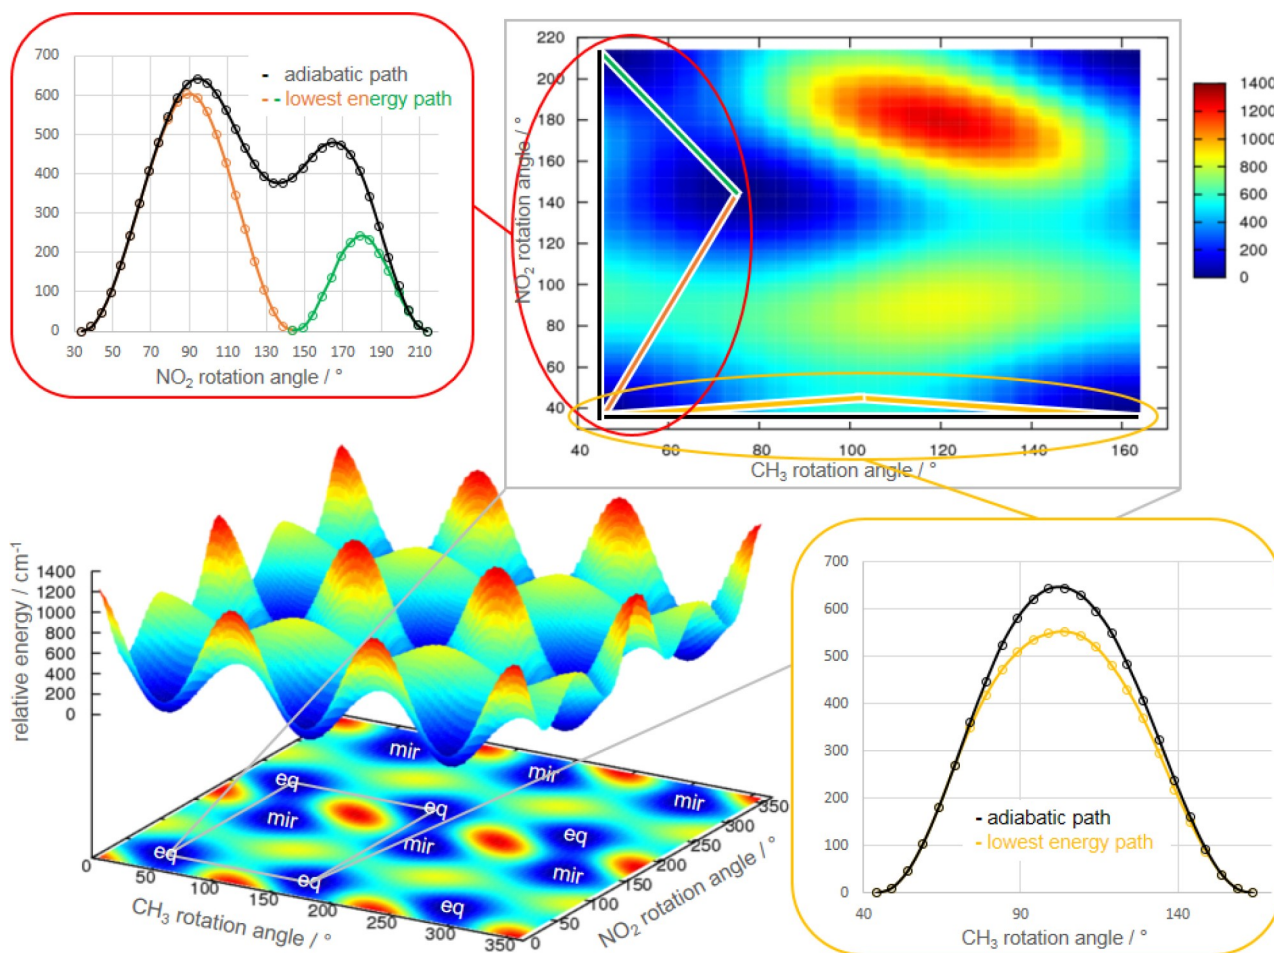 700
600
500
400
300
200
100
0
- adiabatic path
- - lowest energy path
30 50 70 90 110 130 150 170 190 210
NO₂ rotation angle / °
220
200
180
160
140
120
100
80
60
40
NO₂ rotation angle / °
40 60 80 100 120 140 160
CH₃ rotation angle / °
1400
1200
1000
800
600
400
200
0
relative energy / cm⁻¹
1400
1200
1000
800
600
400
200
0
mir
eq mir
mir eq mir
eq mir eq
eq mir
eq
0 50 100 150 200 250 300 350
CH₃ rotation angle / °
0 50 100 150 200 250 300 350
NO₂ rotation angle / °
700
600
500
400
300
200
100
0
- adiabatic path
- lowest energy path
40 90 140
CH₃ rotation angle / °